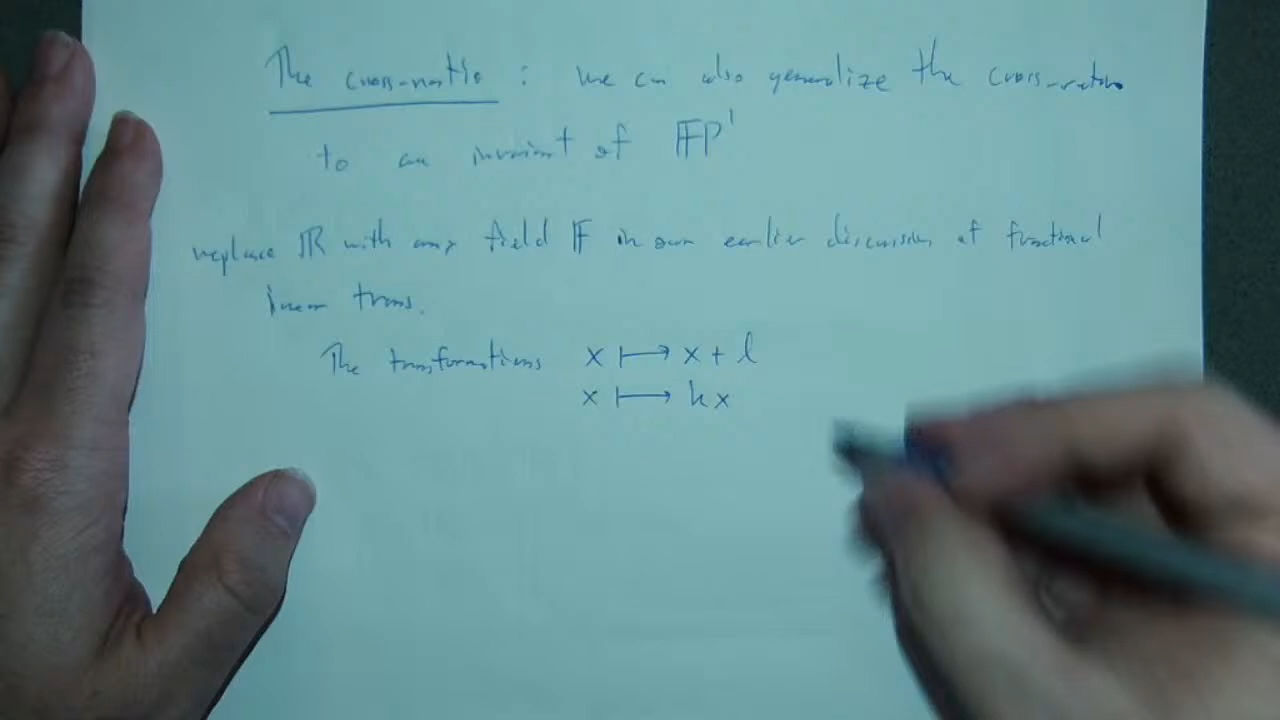 The cross-ratio : we can also generalize the cross-ratio
to an invariant of 𝔽P¹
replace ℝ with any field 𝔽 in our earlier discussion of fractional
linear trans.
The transformations x ↦ x + l
x ↦ kx